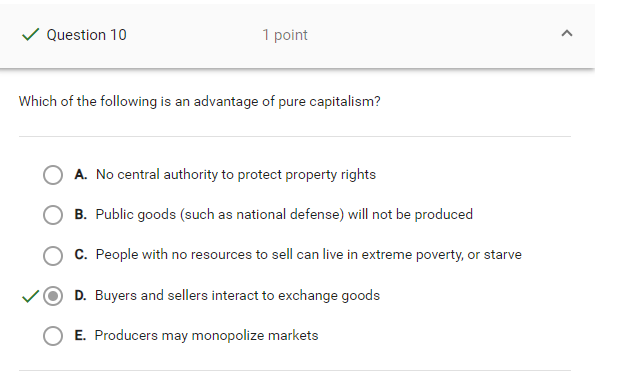 Question 10 1 point
Which of the following is an advantage of pure capitalism?
A. No central authority to protect property rights
B. Public goods (such as national defense) will not be produced
C. People with no resources to sell can live in extreme poverty, or starve
D. Buyers and sellers interact to exchange goods
E. Producers may monopolize markets